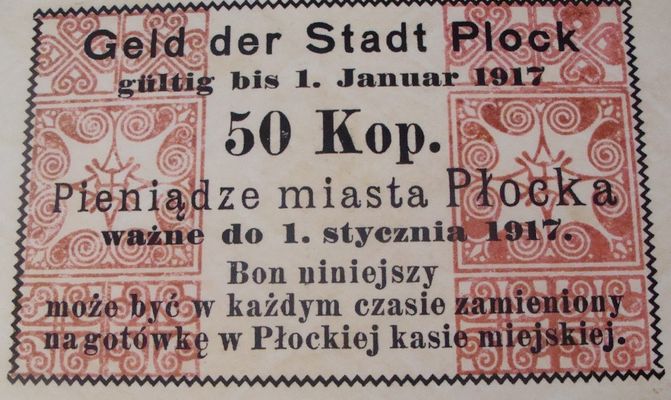 Geld der Stadt Plock
gültig bis 1. Januar 1917
50 Kop.
Pieniądze miasta Płocka
ważne do 1. stycznia 1917.
Bon uiniejszy
może być w każdym czasie zamieniony
na gotówkę w Płockiej kasie miejskiej.